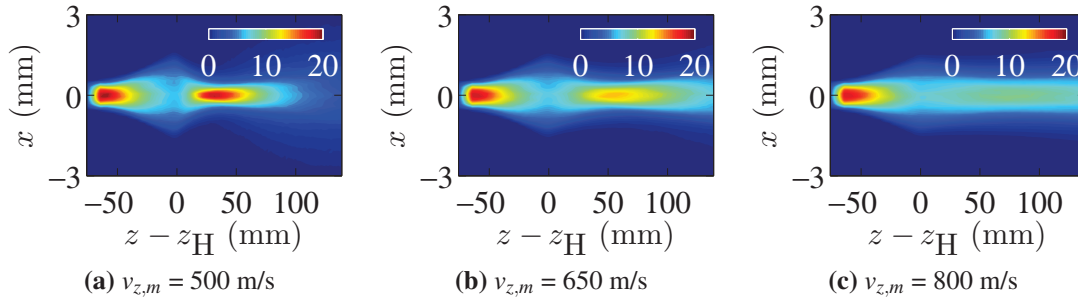 3
0 10 20
x (mm)
0
−3
−50 0 50 100
z − zH (mm)
(a) vz,m = 500 m/s
3
0 10 20
x (mm)
0
−3
−50 0 50 100
z − zH (mm)
(b) vz,m = 650 m/s
3
0 10 20
x (mm)
0
−3
−50 0 50 100
z − zH (mm)
(c) vz,m = 800 m/s